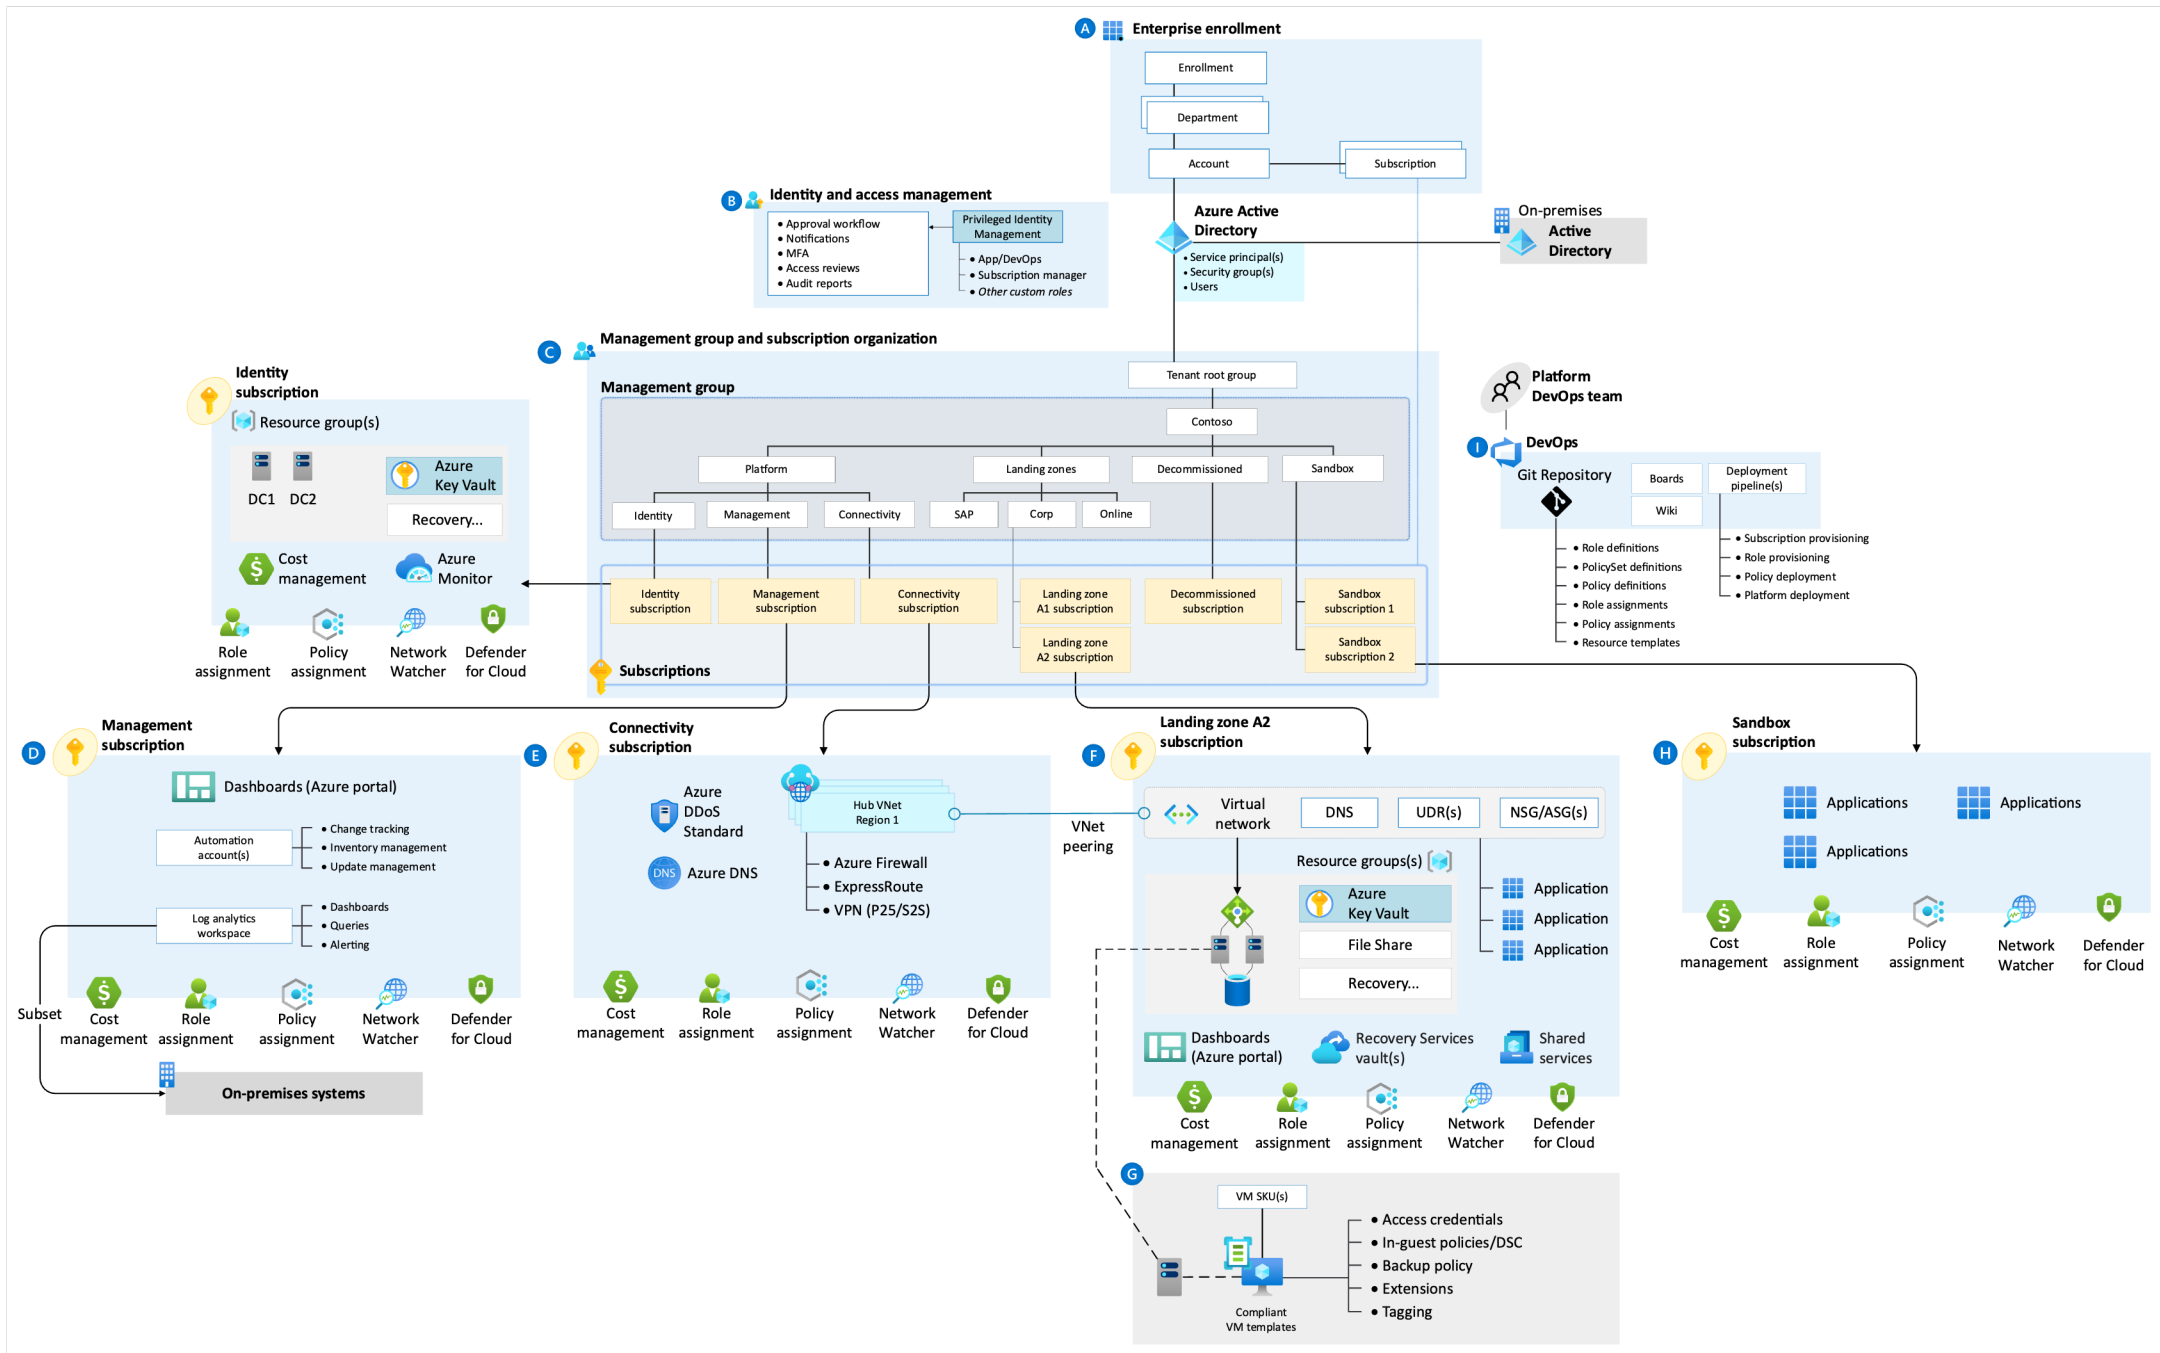 A
Enterprise enrollment
Enrollment
Department
Account
Subscription
B
Identity and access management
• Approval workflow
• Notifications
• MFA
• Access reviews
• Audit reports
Privileged Identity
Management
• App/DevOps
• Subscription manager
• Other custom roles
Azure Active
Directory
• Service principal(s)
• Security group(s)
• Users
On-premises
Active
Directory
C
Management group and subscription organization
Management group
Tenant root group
Contoso
Platform
Landing zones
Decommissioned
Sandbox
Identity
Management
Connectivity
SAP
Corp
Online
Identity
subscription
Management
subscription
Connectivity
subscription
Landing zone
A1 subscription
Landing zone
A2 subscription
Decommissioned
subscription
Sandbox
subscription 1
Sandbox
subscription 2
Subscriptions
Identity
subscription
Resource group(s)
DC1
DC2
Azure
Key Vault
Recovery...
Cost
management
Azure
Monitor
Role
assignment
Policy
assignment
Network
Watcher
Defender
for Cloud
Platform
DevOps team
I
DevOps
Git Repository
Boards
Wiki
Deployment
pipeline(s)
• Role definitions
• PolicySet definitions
• Policy definitions
• Role assignments
• Policy assignments
• Resource templates
• Subscription provisioning
• Role provisioning
• Policy deployment
• Platform deployment
D
Management
subscription
Dashboards (Azure portal)
Automation
account(s)
• Change tracking
• Inventory management
• Update management
Log analytics
workspace
• Dashboards
• Queries
• Alerting
Subset
Cost
management
Role
assignment
Policy
assignment
Network
Watcher
Defender
for Cloud
On-premises systems
E
Connectivity
subscription
Azure
DDoS
Standard
DNS
Azure DNS
Hub VNet
Region 1
• Azure Firewall
• ExpressRoute
• VPN (P25/S2S)
Cost
management
Role
assignment
Policy
assignment
Network
Watcher
Defender
for Cloud
VNet
peering
F
Landing zone A2
subscription
Virtual
network
DNS
UDR(s)
NSG/ASG(s)
Resource groups(s)
Azure
Key Vault
File Share
Recovery...
Application
Application
Application
Dashboards
(Azure portal)
Recovery Services
vault(s)
Shared
services
Cost
management
Role
assignment
Policy
assignment
Network
Watcher
Defender
for Cloud
G
VM SKU(s)
Compliant
VM templates
• Access credentials
• In-guest policies/DSC
• Backup policy
• Extensions
• Tagging
H
Sandbox
subscription
Applications
Applications
Applications
Cost
management
Role
assignment
Policy
assignment
Network
Watcher
Defender
for Cloud